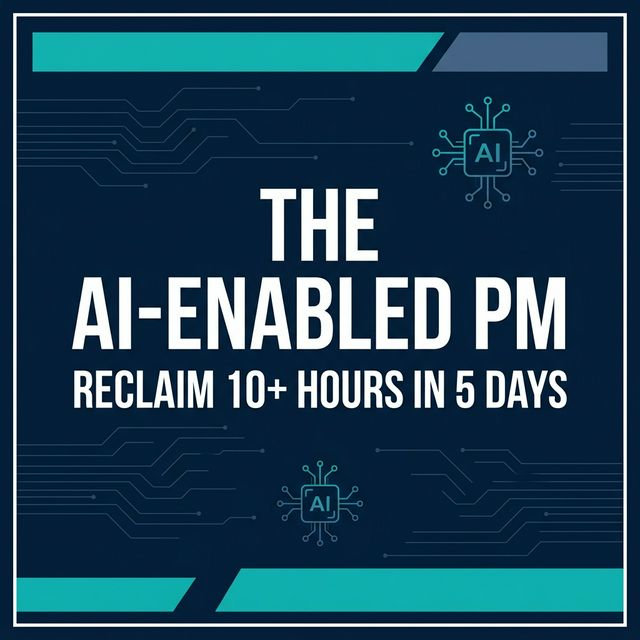 AI
THE
AI-ENABLED PM
RECLAIM 10+ HOURS IN 5 DAYS
AI